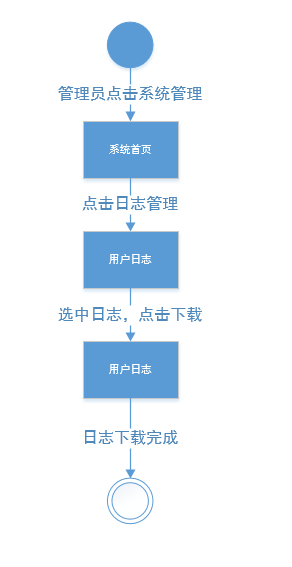 管理员点击系统管理
系统首页
点击日志管理
用户日志
选中日志，点击下载
用户日志
日志下载完成